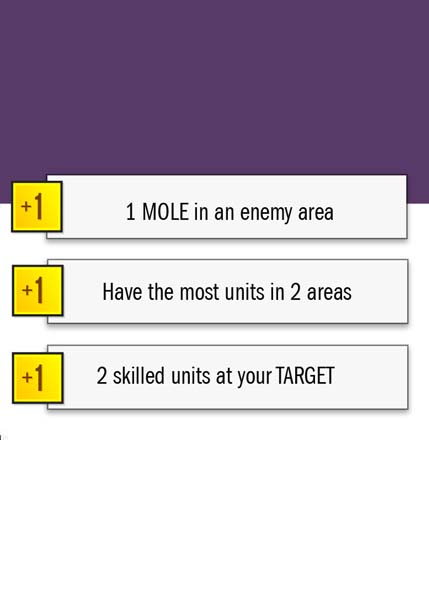 +1 1 MOLE in an enemy area
+1 Have the most units in 2 areas
+1 2 skilled units at your TARGET